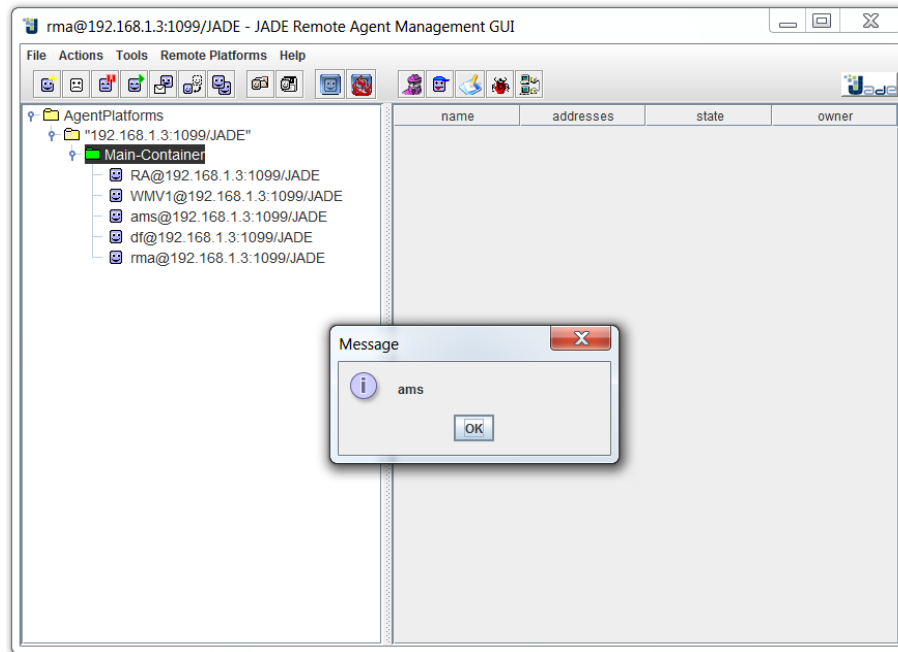 rma@192.168.1.3:1099/JADE - JADE Remote Agent Management GUI
File Actions Tools Remote Platforms Help
Jade
AgentPlatforms
"192.168.1.3:1099/JADE"
Main-Container
RA@192.168.1.3:1099/JADE
WMV1@192.168.1.3:1099/JADE
ams@192.168.1.3:1099/JADE
df@192.168.1.3:1099/JADE
rma@192.168.1.3:1099/JADE
name addresses state owner
Message
ams
OK